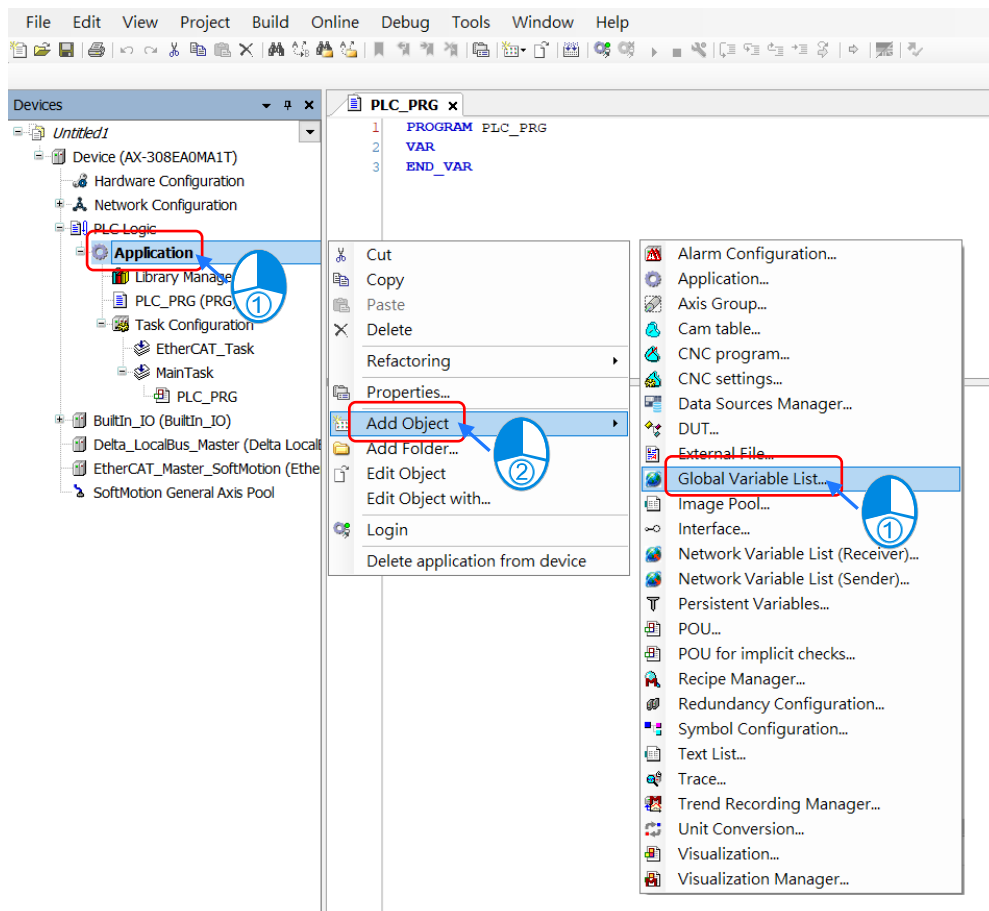 File Edit View Project Build Online Debug Tools Window Help
Devices
PLC_PRG
Untitled1
Device (AX-308EA0MA1T)
Hardware Configuration
Network Configuration
PLC Logic
Application
Library Manage
PLC_PRG (PRG)
Task Configuration
EtherCAT_Task
MainTask
PLC_PRG
BuiltIn_IO (BuiltIn_IO)
Delta_LocalBus_Master (Delta Local
EtherCAT_Master_SoftMotion (Ethe
SoftMotion General Axis Pool
1 PROGRAM PLC_PRG
2 VAR
3 END_VAR
①
Cut
Copy
Paste
Delete
Refactoring
Properties...
Add Object
Add Folder...
Edit Object
Edit Object with...
Login
Delete application from device
②
Alarm Configuration...
Application...
Axis Group...
Cam table...
CNC program...
CNC settings...
Data Sources Manager...
DUT...
External File...
Global Variable List...
Image Pool...
Interface...
Network Variable List (Receiver)...
Network Variable List (Sender)...
Persistent Variables...
POU...
POU for implicit checks...
Recipe Manager...
Redundancy Configuration...
Symbol Configuration...
Text List...
Trace...
Trend Recording Manager...
Unit Conversion...
Visualization...
Visualization Manager...
①